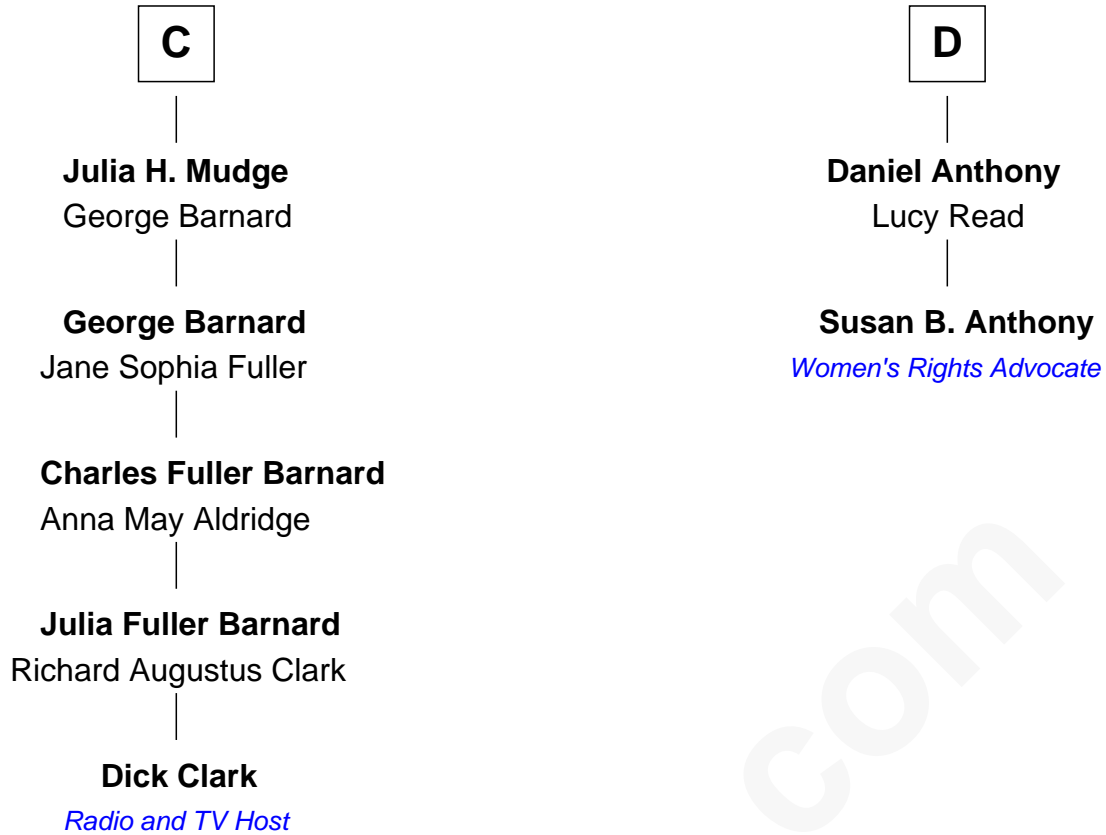 C
Julia H. Mudge
George Barnard
George Barnard
Jane Sophia Fuller
Charles Fuller Barnard
Anna May Aldridge
Julia Fuller Barnard
Richard Augustus Clark
Dick Clark
Radio and TV Host
D
Daniel Anthony
Lucy Read
Susan B. Anthony
Women's Rights Advocate
com